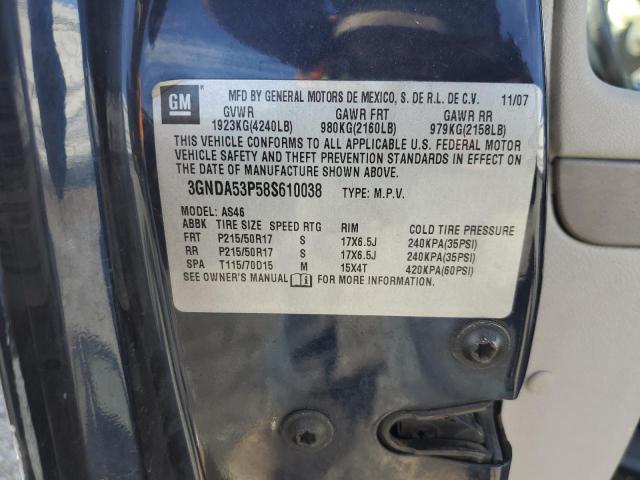 GM
MFD BY GENERAL MOTORS DE MEXICO, S. DE R.L. DE C.V. 11/07
GVWR GAWR FRT GAWR RR
1923KG(4240LB) 980KG(2160LB) 979KG(2158LB)
THIS VEHICLE CONFORMS TO ALL APPLICABLE U.S. FEDERAL MOTOR
VEHICLE SAFETY AND THEFT PREVENTION STANDARDS IN EFFECT ON
THE DATE OF MANUFACTURE SHOWN ABOVE.
3GNDA53P58S610038 TYPE: M.P.V.
MODEL: AS46
ABBK TIRE SIZE SPEED RTG RIM COLD TIRE PRESSURE
FRT P215/50R17 S 17X6.5J 240KPA(35PSI)
RR P215/50R17 S 17X6.5J 240KPA(35PSI)
SPA T115/70D15 M 15X4T 420KPA(60PSI)
SEE OWNER'S MANUAL FOR MORE INFORMATION.